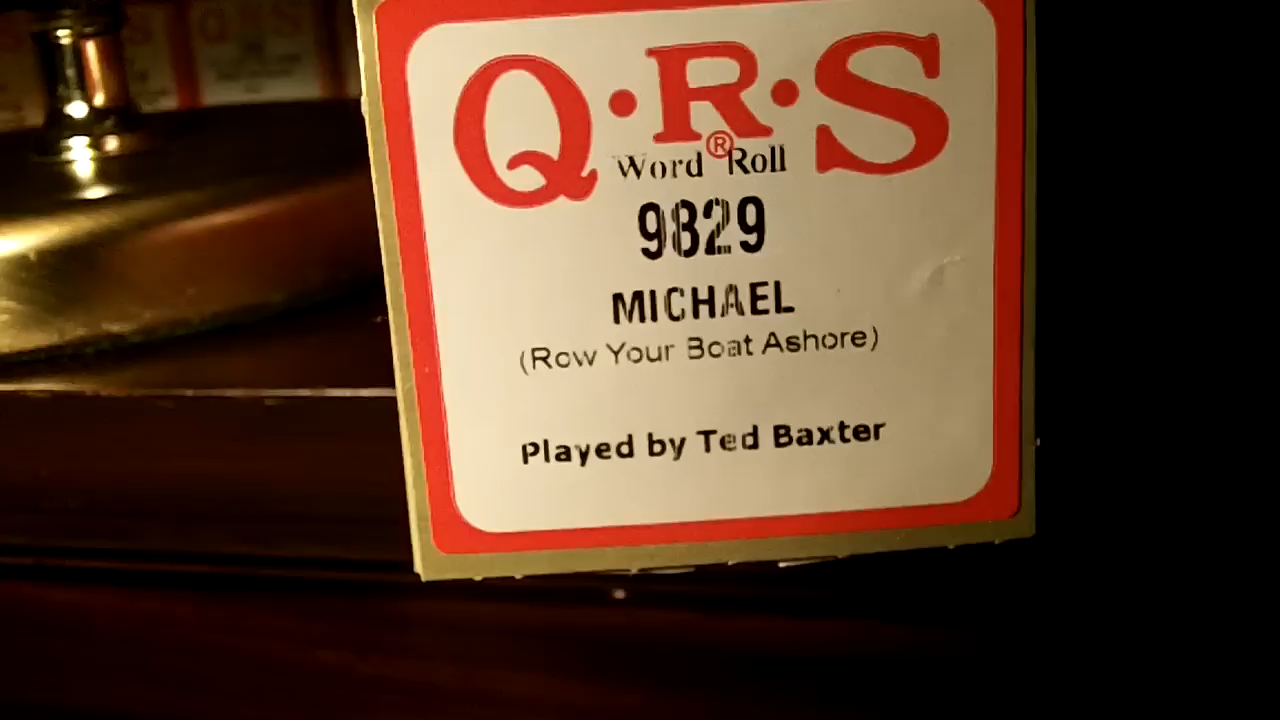 Q·R·S
Word ® Roll
9829
MICHAEL
(Row Your Boat Ashore)
Played by Ted Baxter